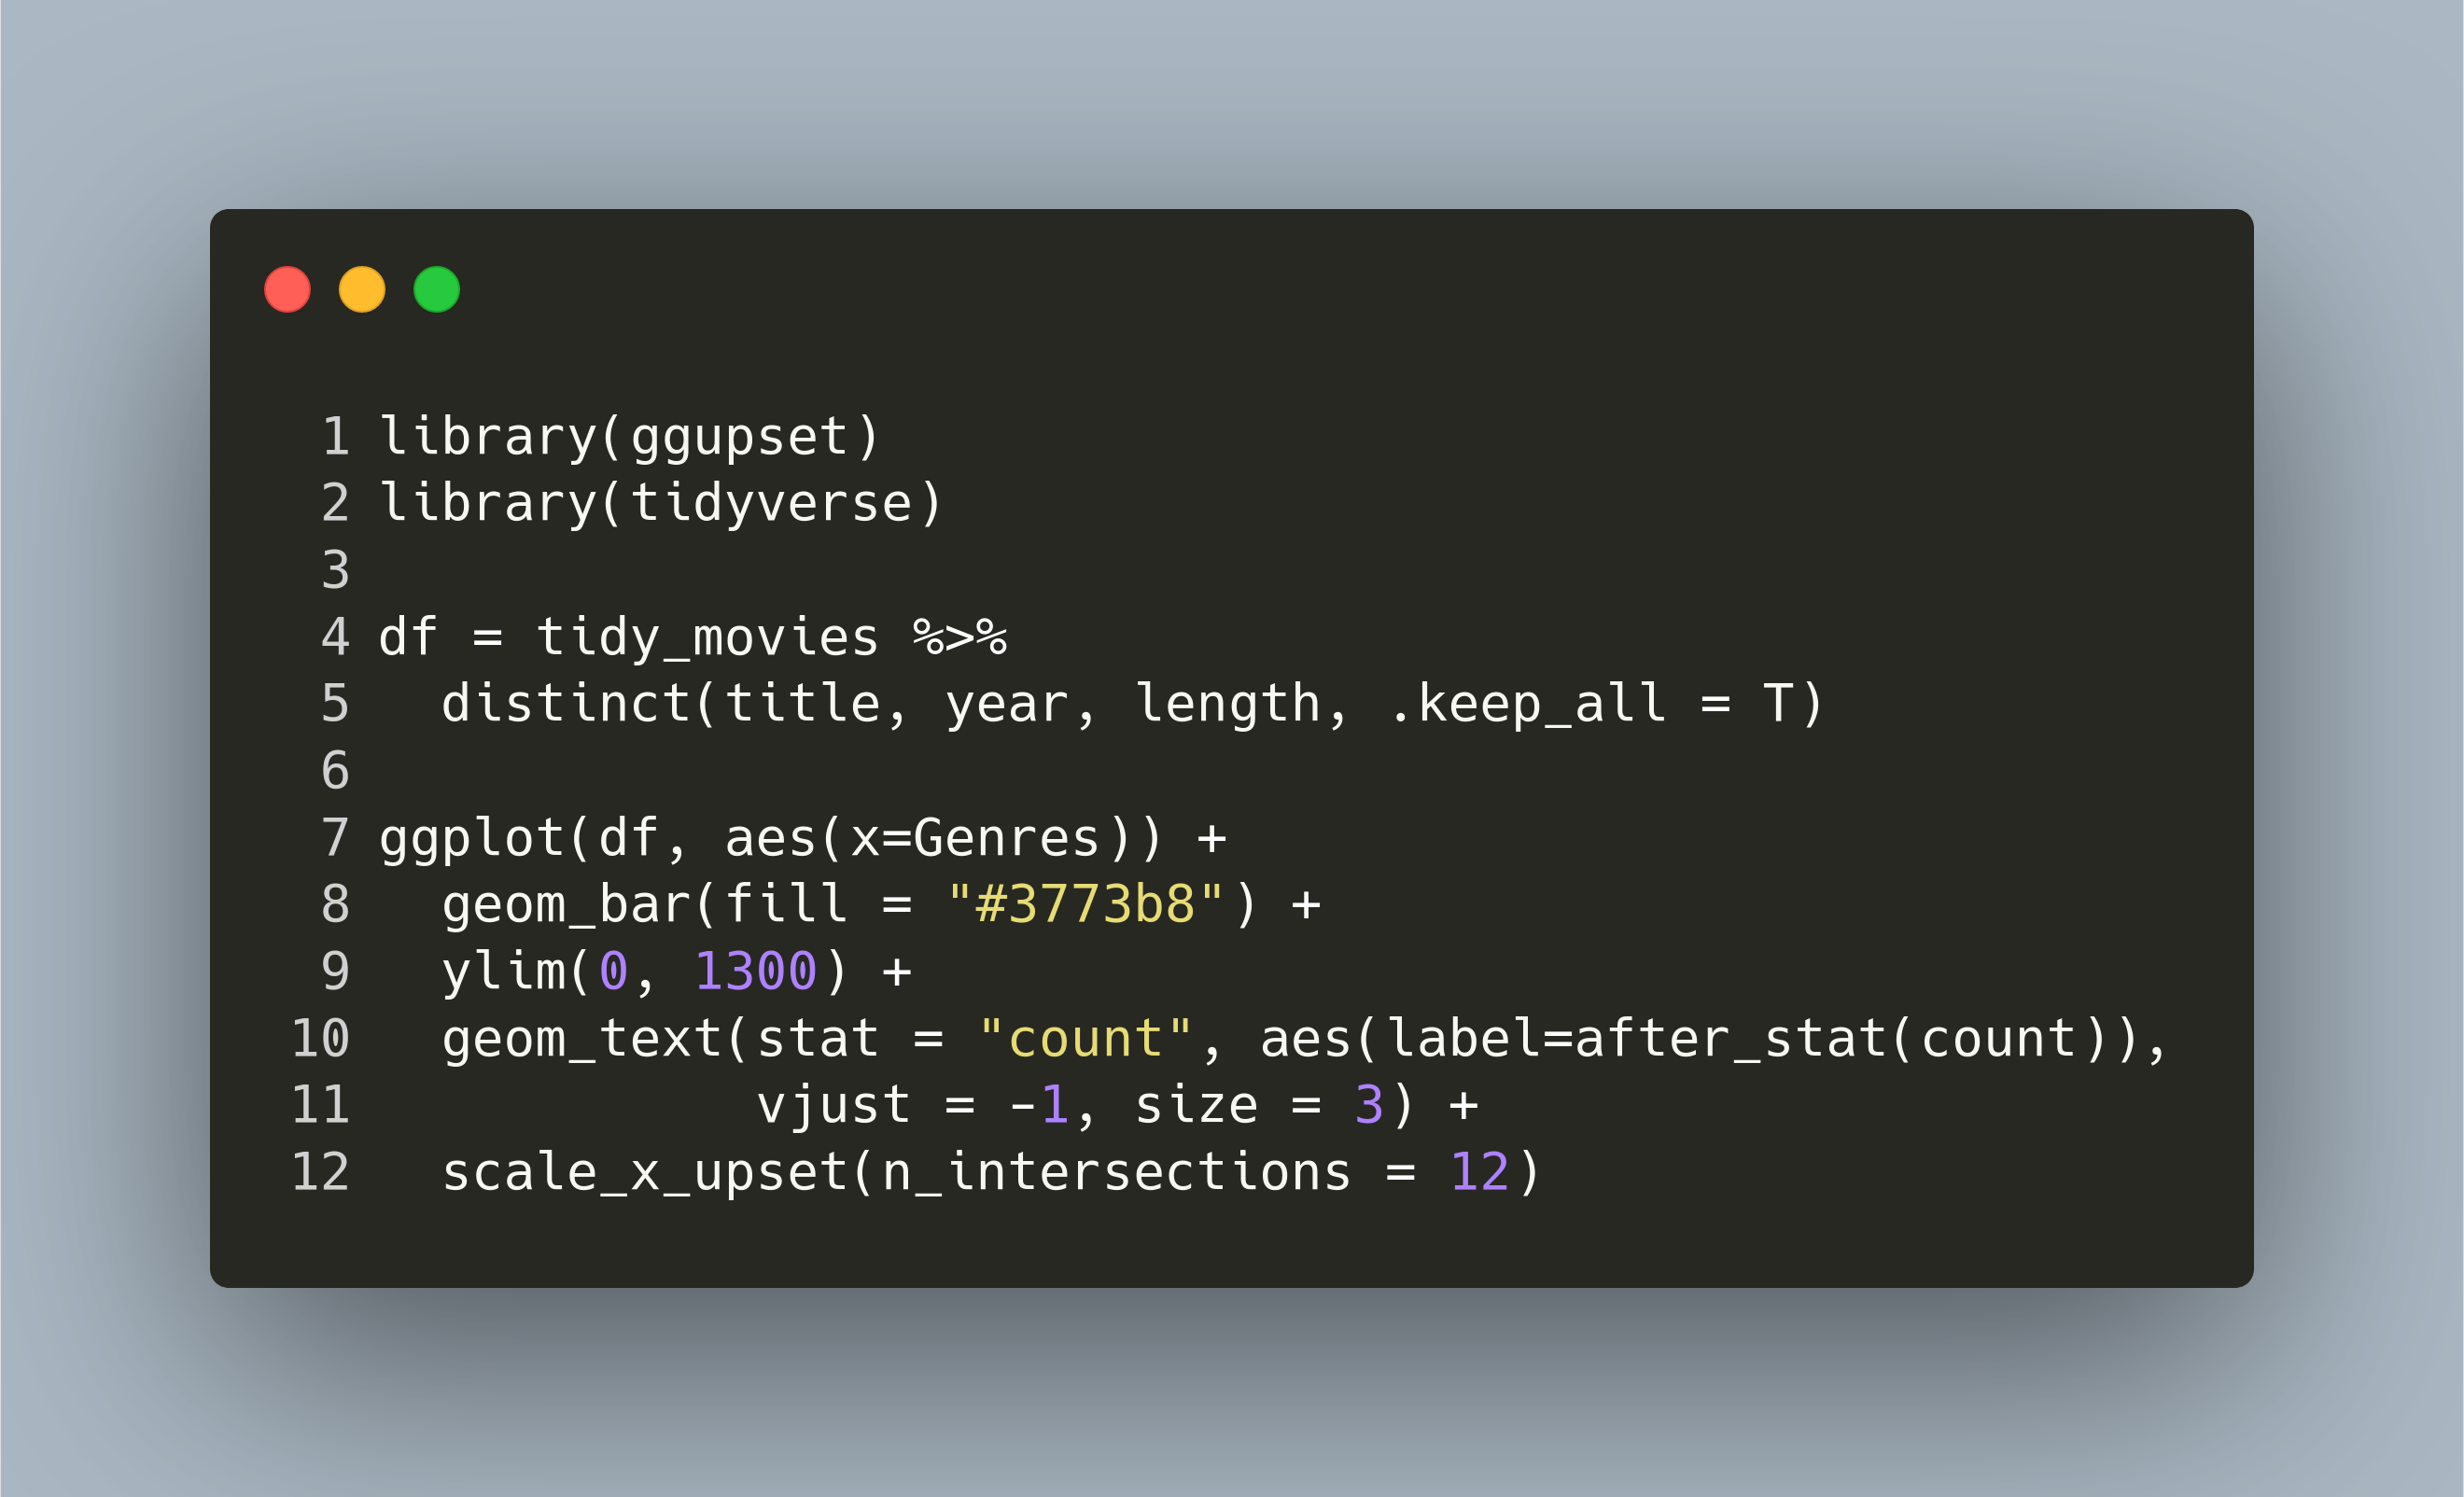 1 library(ggupset)
2 library(tidyverse)
3
4 df = tidy_movies %>%
5   distinct(title, year, length, .keep_all = T)
6
7 ggplot(df, aes(x=Genres)) +
8   geom_bar(fill = "#3773b8") +
9   ylim(0, 1300) +
10   geom_text(stat = "count", aes(label=after_stat(count)),
11             vjust = -1, size = 3) +
12   scale_x_upset(n_intersections = 12)